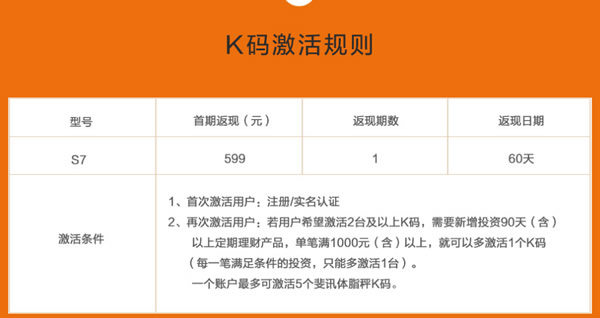 K码激活规则
型号 首期返现（元） 返现期数 返现日期
S7 599 1 60天
激活条件
1、首次激活用户：注册/实名认证
2、再次激活用户：若用户希望激活2台及以上K码，需要新增投资90天（含）
以上定期理财产品，单笔满1000元（含）以上，就可以多激活1个K码
（每一笔满足条件的投资，只能多激活1台）。
一个账户最多可激活5个斐讯体脂秤K码。